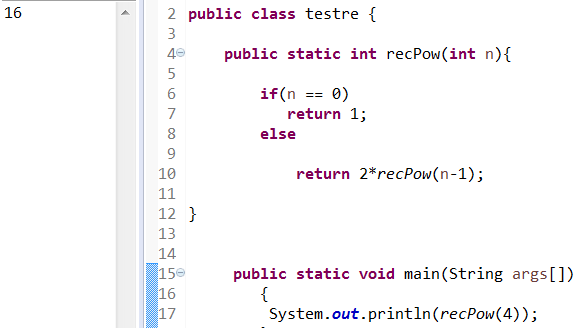 16
2 public class testre {
3
4 public static int recPow(int n){
5
6 if(n == 0)
7 return 1;
8 else
9
10 return 2*recPow(n-1);
11
12 }
13
14
15 public static void main(String args[])
16 {
17 System.out.println(recPow(4));